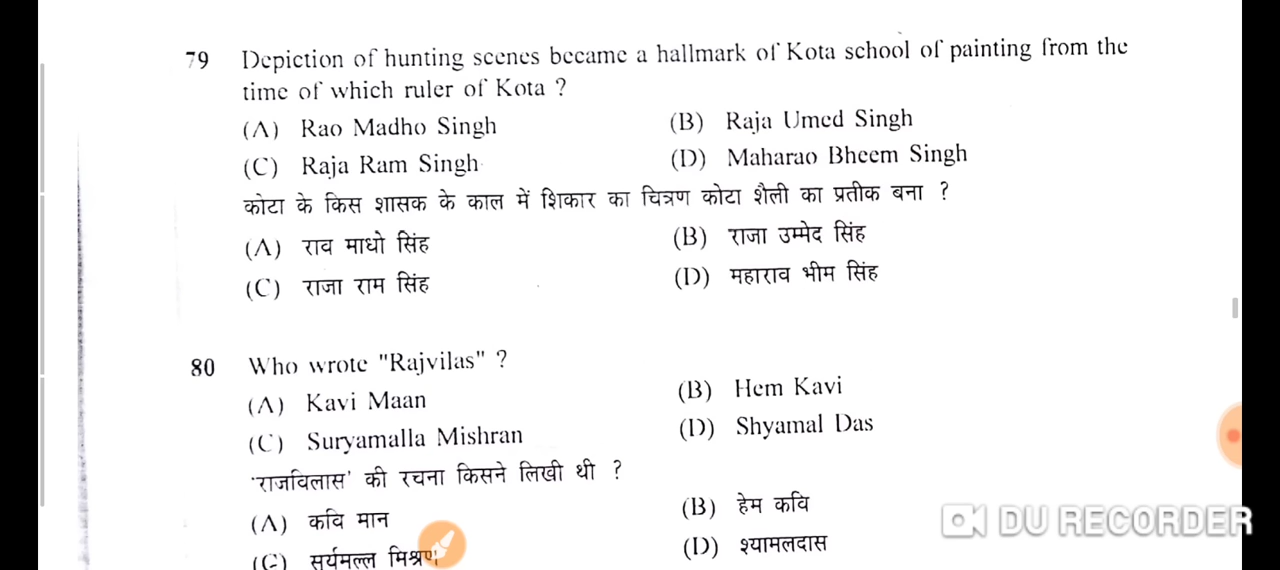 79 Depiction of hunting scenes became a hallmark of Kota school of painting from the
time of which ruler of Kota ?
(A) Rao Madho Singh (B) Raja Umed Singh
(C) Raja Ram Singh (D) Maharao Bheem Singh
कोटा के किस शासक के काल में शिकार का चित्रण कोटा शैली का प्रतीक बना ?
(A) राव माधो सिंह (B) राजा उम्मेद सिंह
(C) राजा राम सिंह (D) महाराव भीम सिंह
80 Who wrote "Rajvilas" ?
(A) Kavi Maan (B) Hem Kavi
(C) Suryamalla Mishran (D) Shyamal Das
'राजविलास' की रचना किसने लिखी थी ?
(A) कवि मान (B) हेम कवि
(C) सूर्यमल्ल मिश्रण (D) श्यामलदास
DU RECORDER